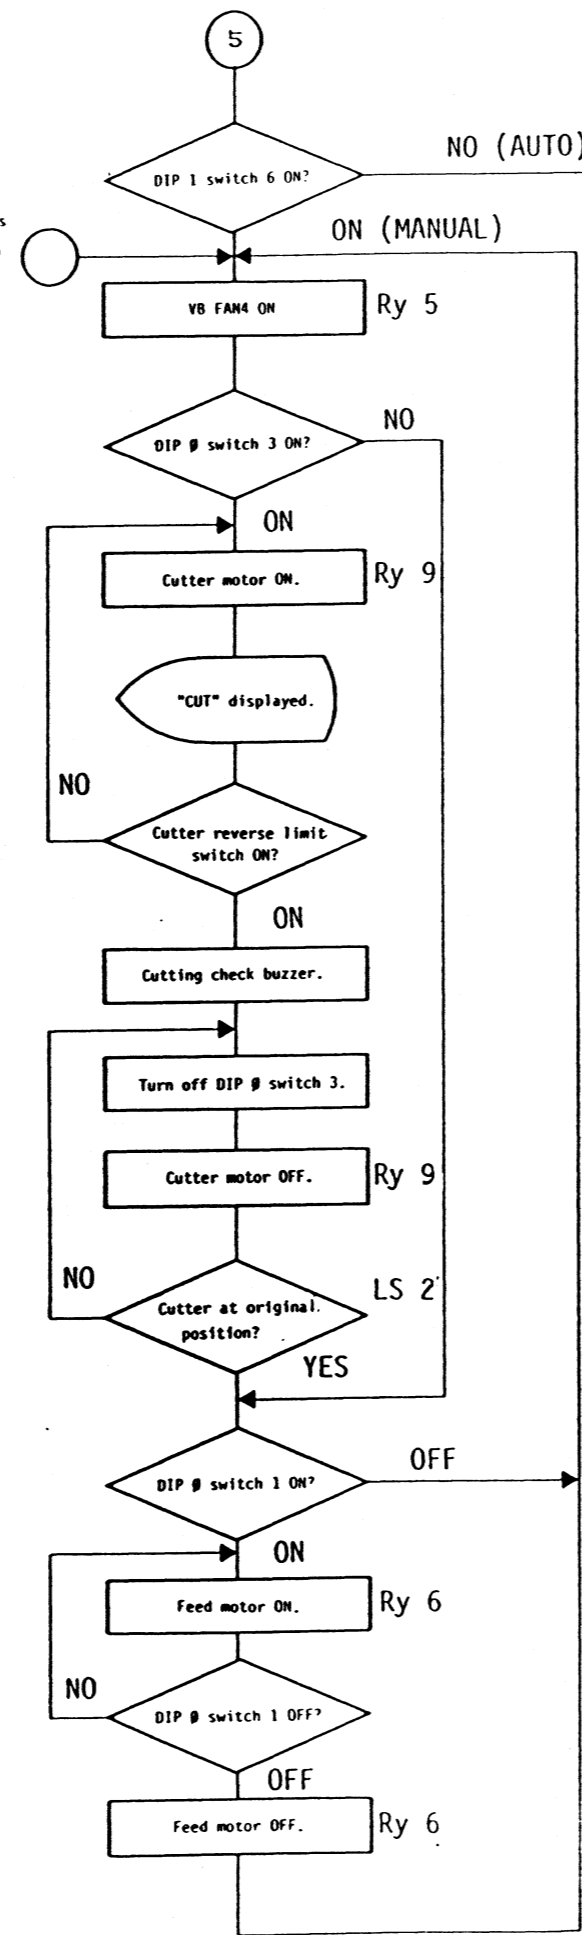 5
DIP 1 switch 6 ON?
NO (AUTO)
s
ON (MANUAL)
VB FAN4 ON
Ry 5
DIP Ø switch 3 ON?
NO
ON
Cutter motor ON.
Ry 9
"CUT" displayed.
NO
Cutter reverse limit
switch ON?
ON
Cutting check buzzer.
Turn off DIP Ø switch 3.
Cutter motor OFF.
Ry 9
NO
LS 2
Cutter at original
position?
YES
DIP Ø switch 1 ON?
OFF
ON
Feed motor ON.
Ry 6
NO
DIP Ø switch 1 OFF?
OFF
Feed motor OFF.
Ry 6